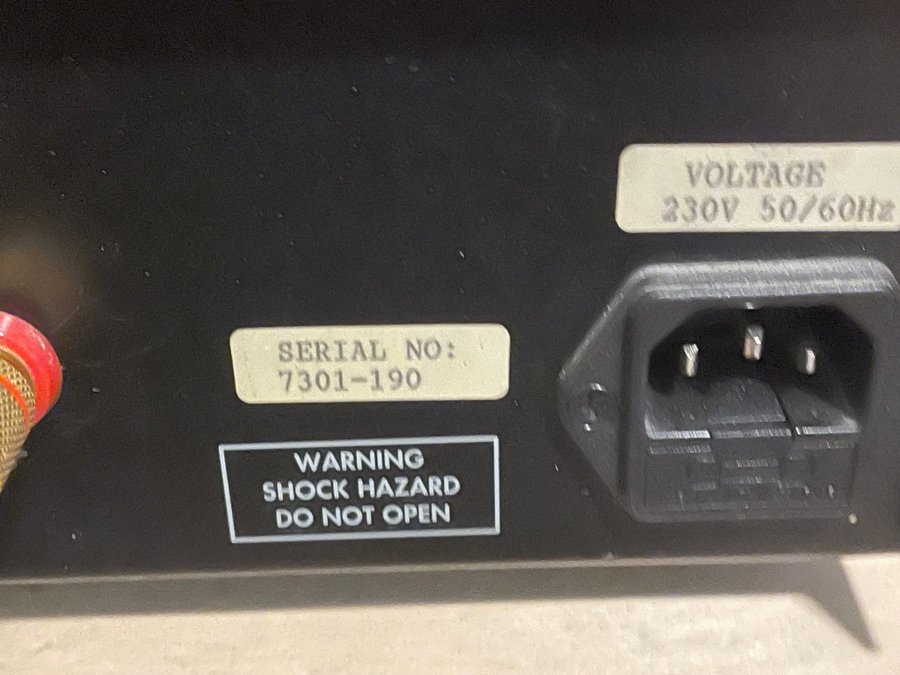 VOLTAGE
230V 50/60Hz
SERIAL NO:
7301-190
WARNING
SHOCK HAZARD
DO NOT OPEN